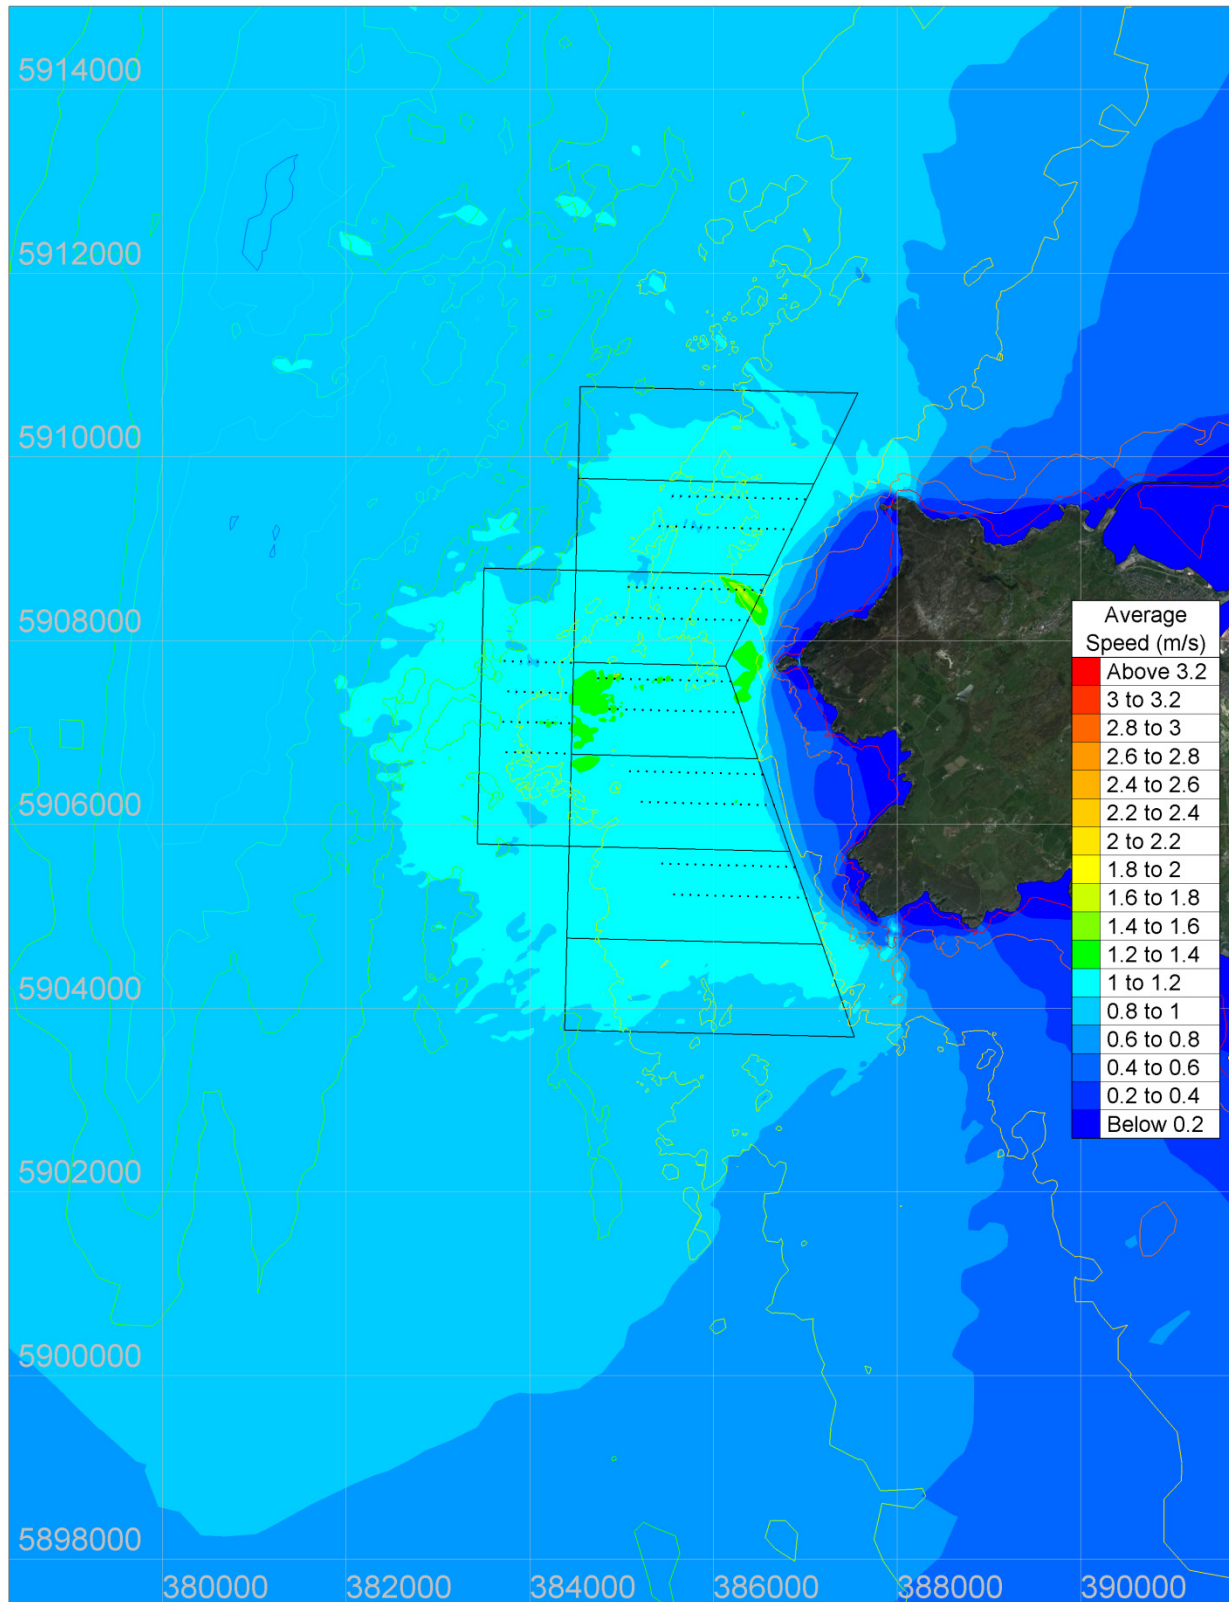 5914000
5912000
5910000
5908000
5906000
5904000
5902000
5900000
5898000
380000
382000
384000
386000
388000
390000
Average
Speed (m/s)
Above 3.2
3 to 3.2
2.8 to 3
2.6 to 2.8
2.4 to 2.6
2.2 to 2.4
2 to 2.2
1.8 to 2
1.6 to 1.8
1.4 to 1.6
1.2 to 1.4
1 to 1.2
0.8 to 1
0.6 to 0.8
0.4 to 0.6
0.2 to 0.4
Below 0.2